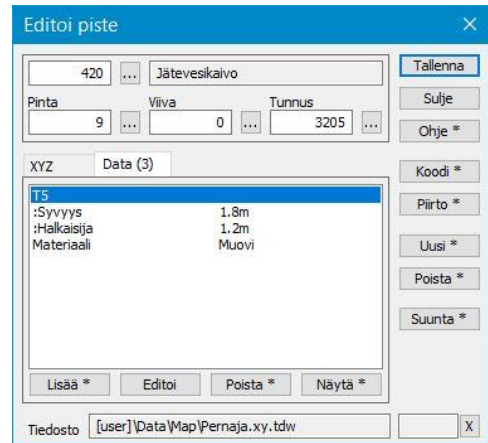 Editoi piste
420 ... Jätevesikaivo
Pinta Viiva Tunnus
9 ... 0 ... 3205 ...
XYZ Data (3)
T5
:Syvyys 1.8m
:Halkaisija 1.2m
Materiaali Muovi
Lisää * Editoi Poista * Näytä *
Tiedosto [user]\Data\Map\Pernaja.xy.tdw X
Tallenna
Sulje
Ohje *
Koodi *
Piirto *
Uusi *
Poista *
Suunta *